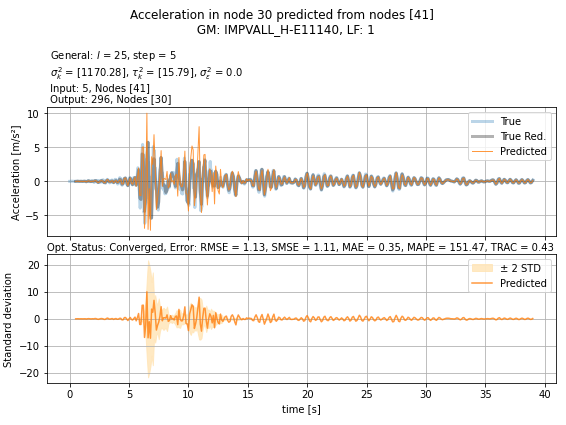 Acceleration in node 30 predicted from nodes [41]
GM: IMPVALL_H-E11140, LF: 1
General: l = 25, step = 5
σ²ₖ = [1170.28], τ²ₖ = [15.79], σ²ε = 0.0
Input: 5, Nodes [41]
Output: 296, Nodes [30]
10
5
0
−5
Acceleration [m/s²]
True
True Red.
Predicted
Opt. Status: Converged, Error: RMSE = 1.13, SMSE = 1.11, MAE = 0.35, MAPE = 151.47, TRAC = 0.43
20
10
0
−10
−20
Standard deviation
± 2 STD
Predicted
0 5 10 15 20 25 30 35 40
time [s]